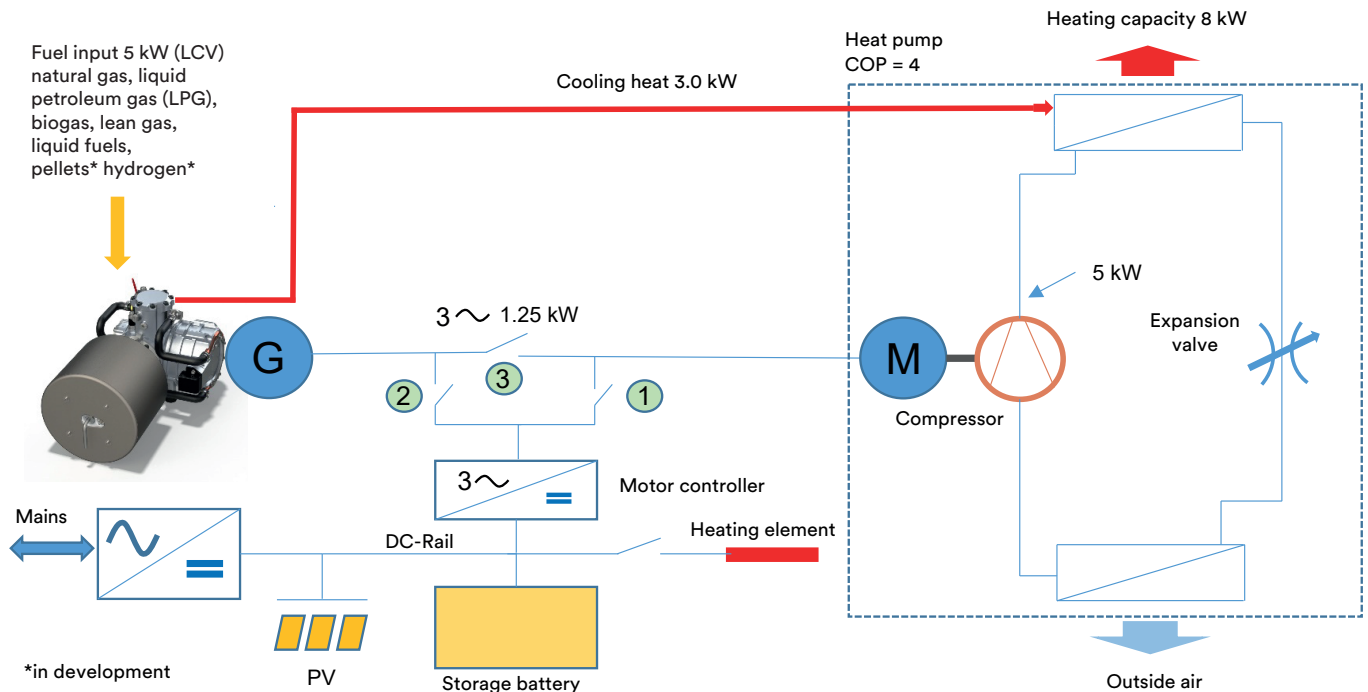 Fuel input 5 kW (LCV)
natural gas, liquid
petroleum gas (LPG),
biogas, lean gas,
liquid fuels,
pellets* hydrogen*
Cooling heat 3.0 kW
Heating capacity 8 kW
Heat pump
COP = 4
5 kW
3 1.25 kW
G
M
2
3
1
Expansion
valve
Compressor
3
Motor controller
Mains
DC-Rail
Heating element
*in development
PV
Storage battery
Outside air